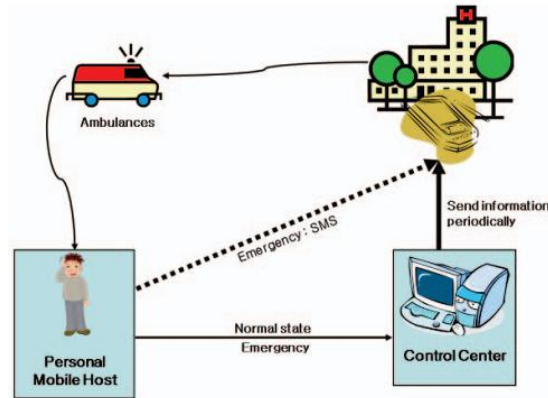 H
Ambulances
Send information
periodically
Emergency: SMS
Normal state
Emergency
Personal
Mobile Host
Control Center